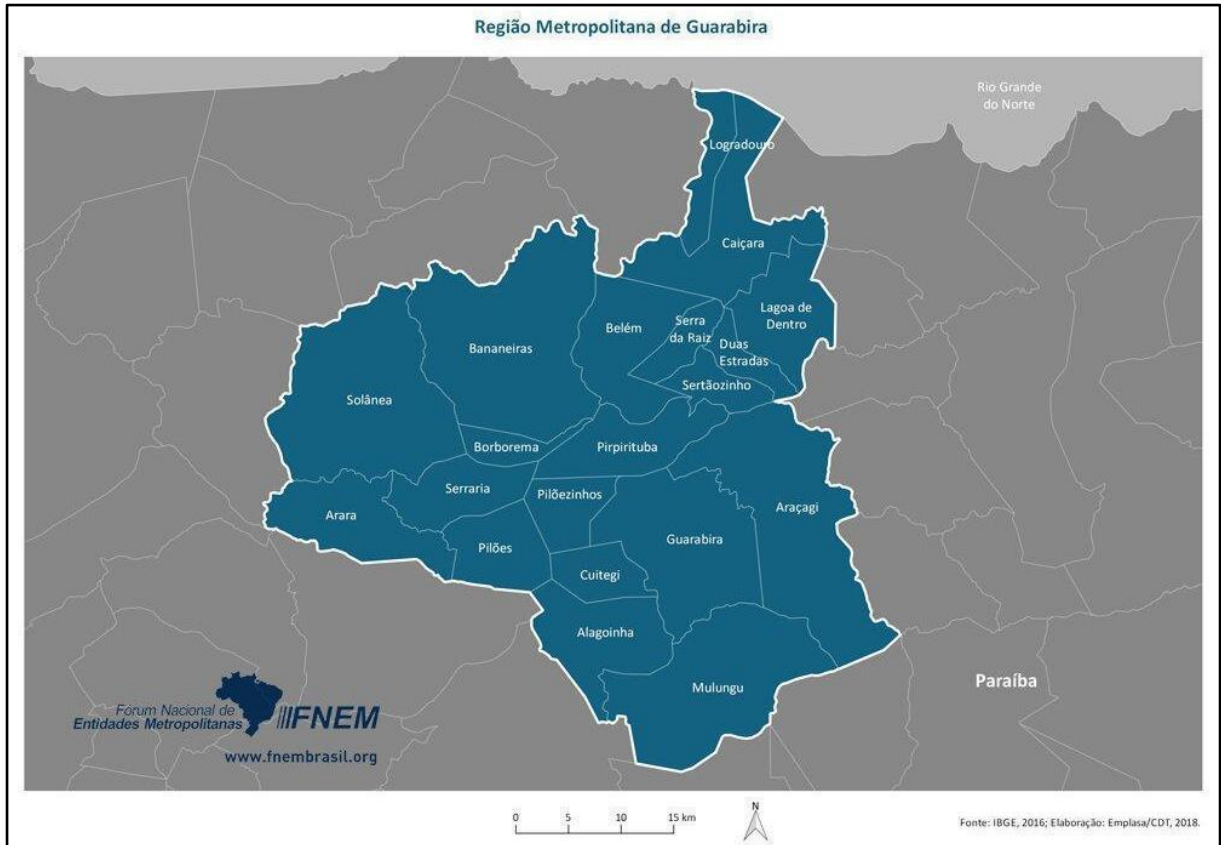 Região Metropolitana de Guarabira
Rio Grande
do Norte
Logradouro
Caiçara
Lagoa de
Dentro
Serra
da Raiz
Belém
Duas
Estradas
Bananeiras
Sertãozinho
Solânea
Borborema
Pirpirituba
Serraria
Pilõezinhos
Araçagi
Arara
Guarabira
Pilões
Cuitegi
Alagoinha
Mulungu
Paraíba
Fórum Nacional de
Entidades Metropolitanas
FNEM
www.fnembrasil.org
0 5 10 15 km
N
Fonte: IBGE, 2016; Elaboração: Emplasa/CDT, 2018.